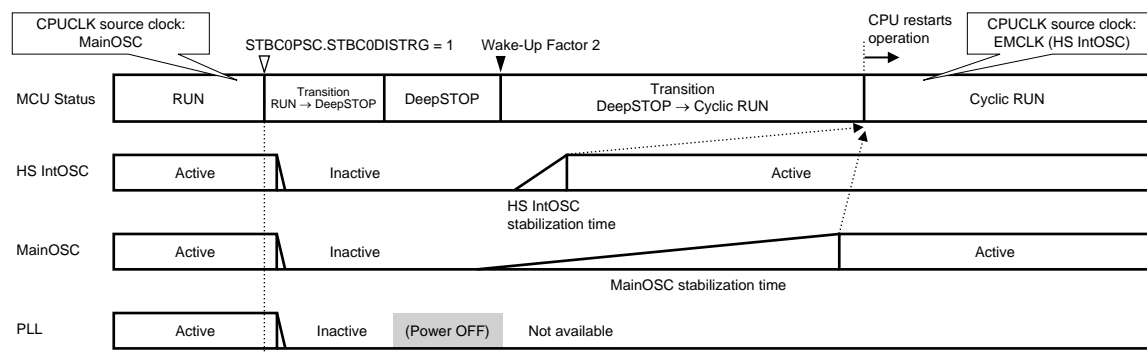 CPUCLK source clock:
MainOSC
STBC0PSC.STBC0DISTRG = 1
Wake-Up Factor 2
CPU restarts
operation
CPUCLK source clock:
EMCLK (HS IntOSC)
MCU Status
RUN
Transition
RUN → DeepSTOP
DeepSTOP
Transition
DeepSTOP → Cyclic RUN
Cyclic RUN
HS IntOSC
Active
Inactive
Active
HS IntOSC
stabilization time
MainOSC
Active
Inactive
Active
MainOSC stabilization time
PLL
Active
Inactive
(Power OFF)
Not available